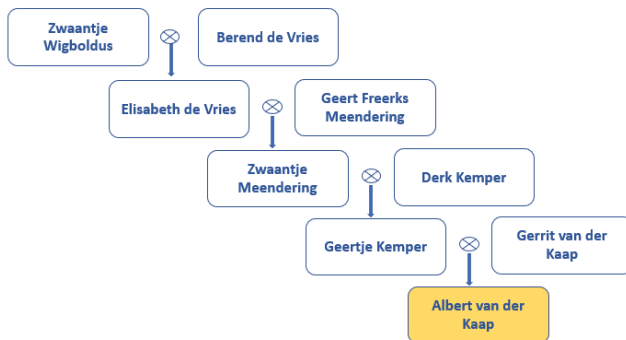 Zwaantje
Wigboldus
Berend de Vries
Elisabeth de Vries
Geert Freerks
Meendering
Zwaantje
Meendering
Derk Kemper
Geertje Kemper
Gerrit van der
Kaap
Albert van der
Kaap